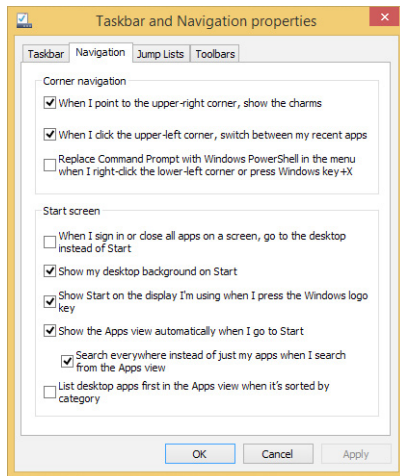 Taskbar and Navigation properties
Taskbar Navigation Jump Lists Toolbars
Corner navigation
When I point to the upper-right corner, show the charms
When I click the upper-left corner, switch between my recent apps
Replace Command Prompt with Windows PowerShell in the menu
when I right-click the lower-left corner or press Windows key+X
Start screen
When I sign in or close all apps on a screen, go to the desktop
instead of Start
Show my desktop background on Start
Show Start on the display I'm using when I press the Windows logo
key
Show the Apps view automatically when I go to Start
Search everywhere instead of just my apps when I search
from the Apps view
List desktop apps first in the Apps view when it's sorted by
category
OK Cancel Apply